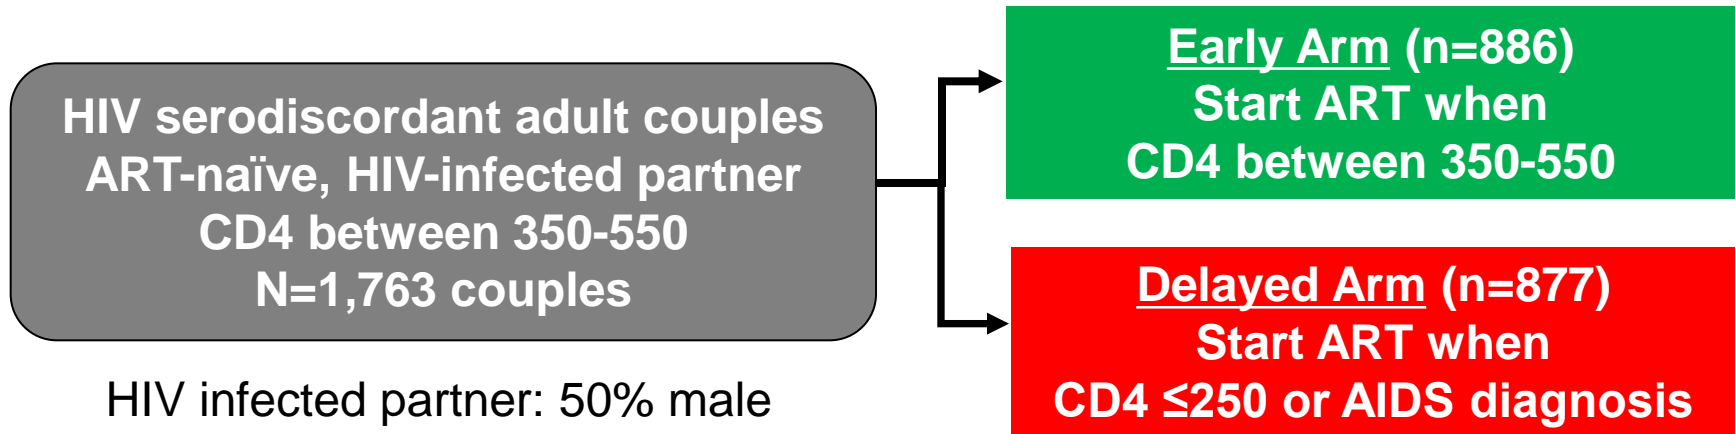 HIV serodiscordant adult couples
ART-naïve, HIV-infected partner
CD4 between 350-550
N=1,763 couples
HIV infected partner: 50% male
Early Arm (n=886)
Start ART when
CD4 between 350-550
Delayed Arm (n=877)
Start ART when
CD4 ≤250 or AIDS diagnosis